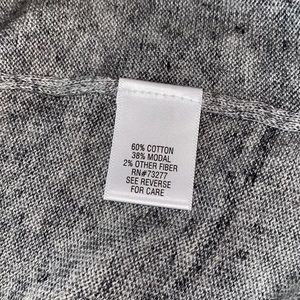 60% COTTON
38% MODAL
2% OTHER FIBER
RN#73277
SEE REVERSE
FOR CARE